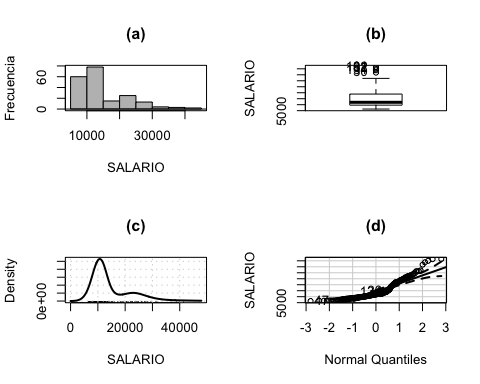 (a)
Frecuencia
0 60
10000 30000
SALARIO
(b)
SALARIO
5000
(c)
Density
0e+00
0 20000 40000
SALARIO
(d)
SALARIO
5000
-3 -2 -1 0 1 2 3
Normal Quantiles